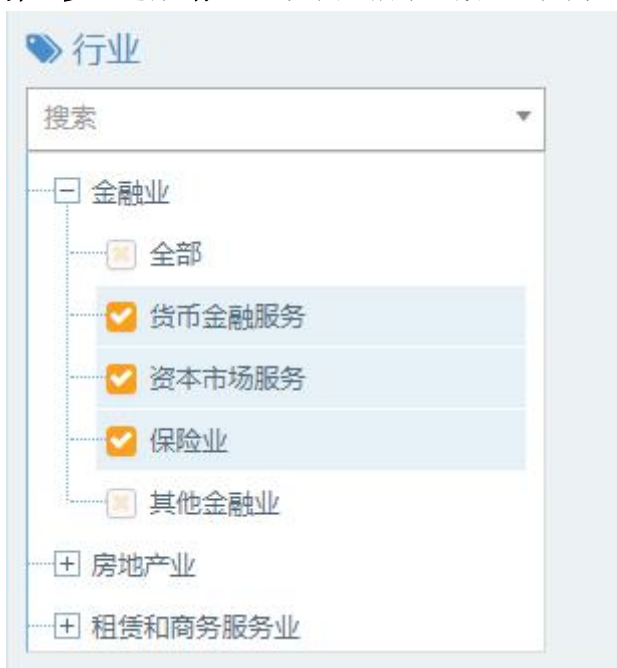 行业
搜索
金融业
全部
货币金融服务
资本市场服务
保险业
其他金融业
房地产业
租赁和商务服务业